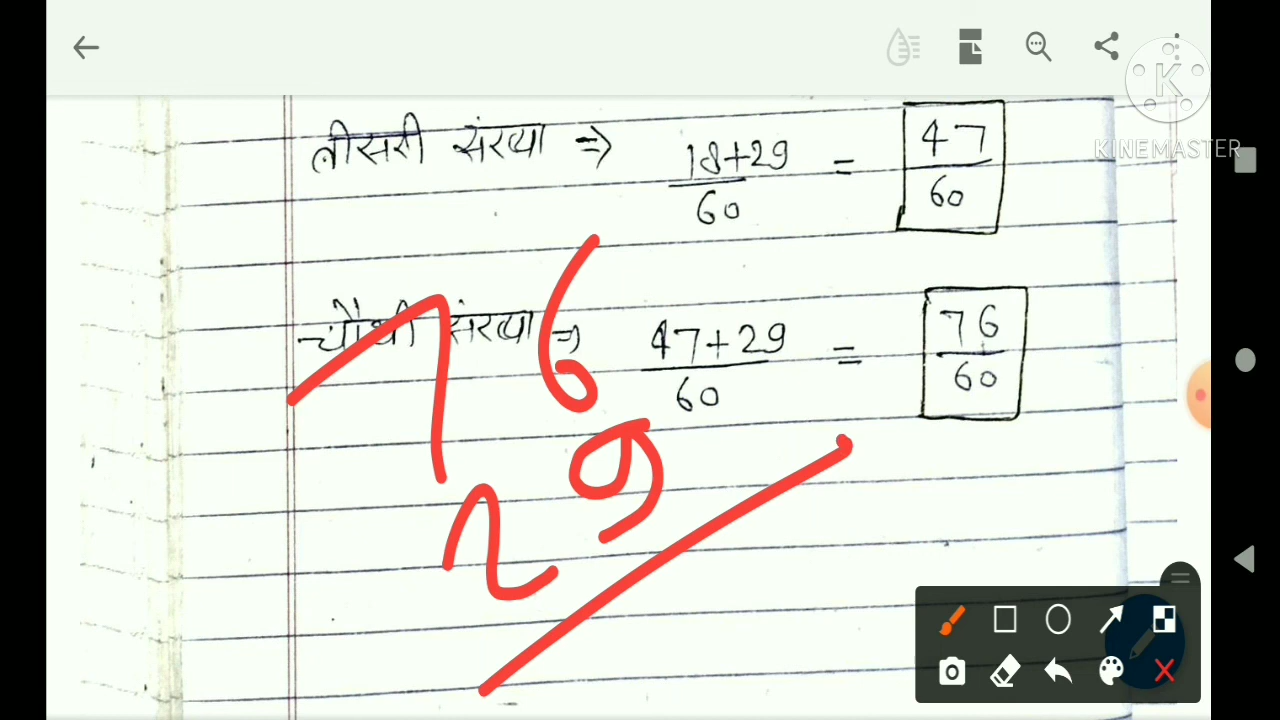 तीसरी संख्या ⇒ 18+29/60 = 47/60
चौथी संख्या ⇒ 47+29/60 = 76/60
76
29
KINEMASTER